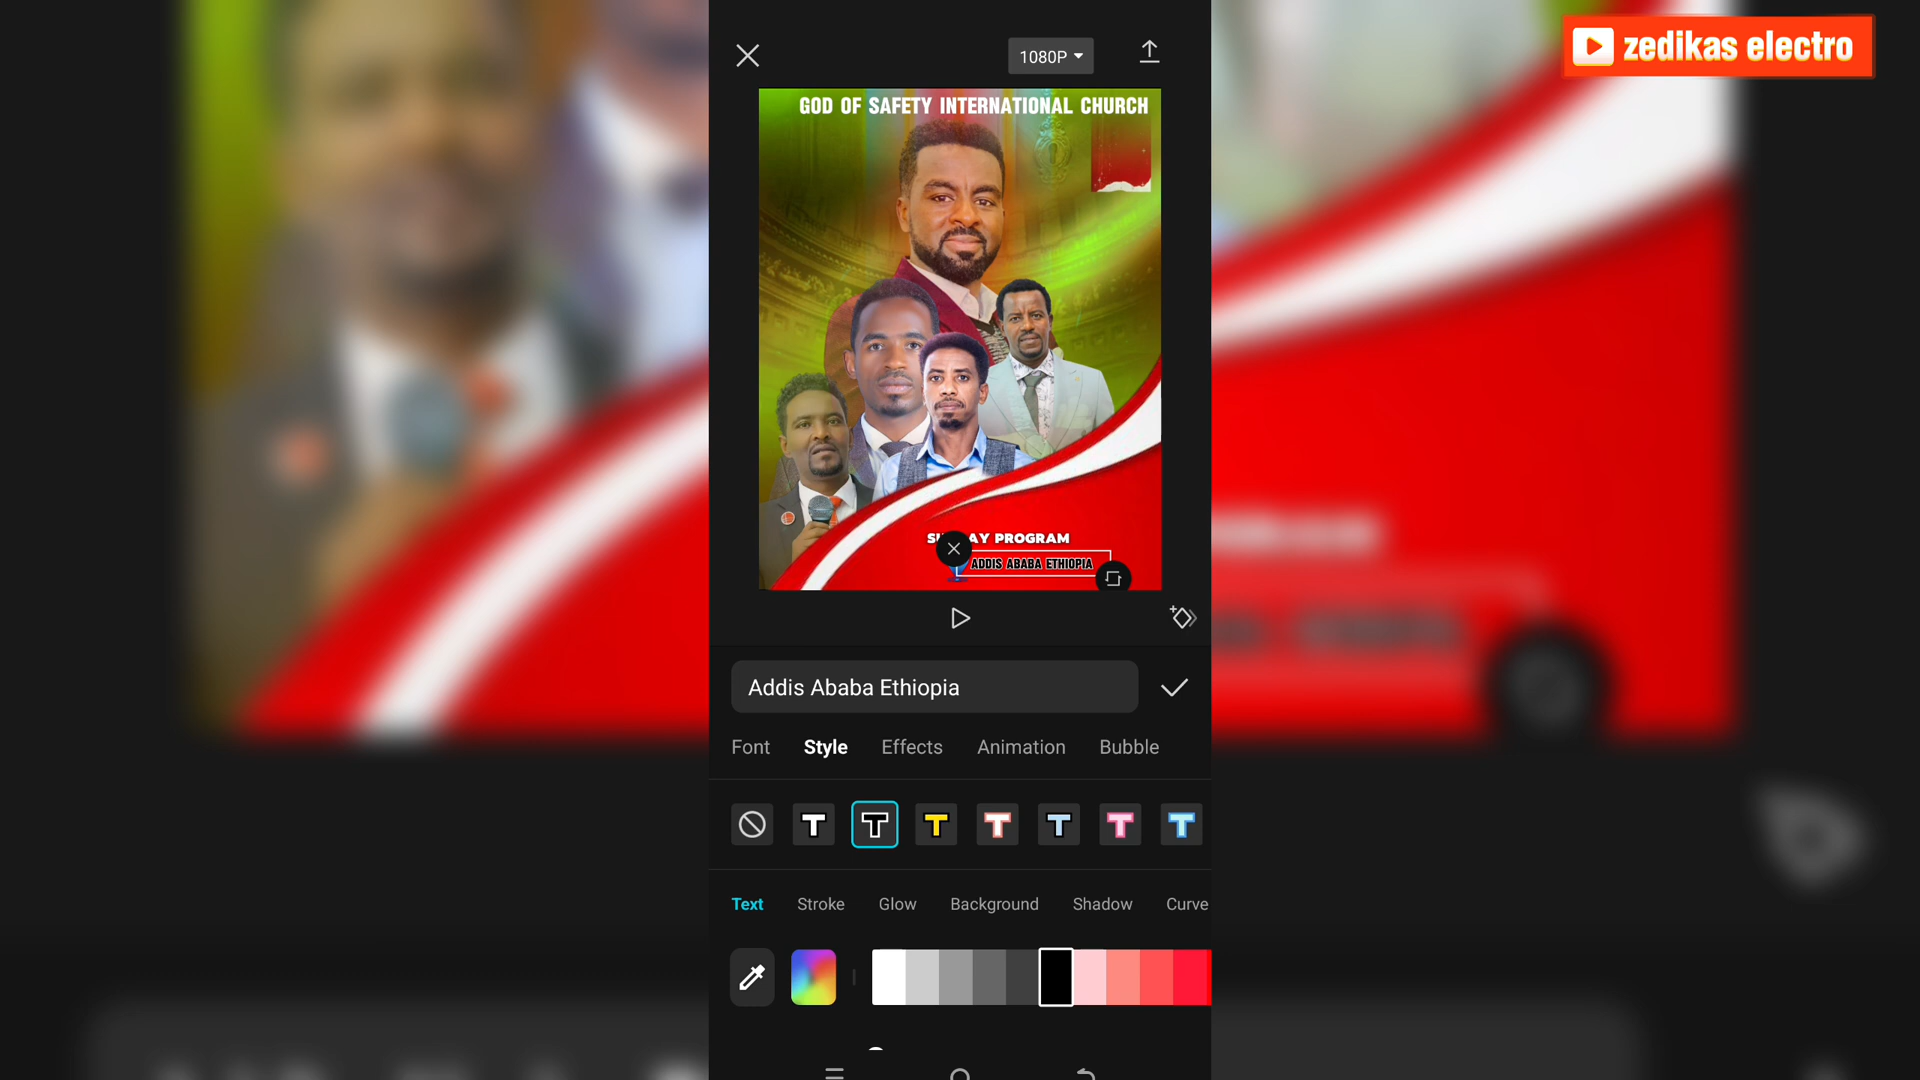 zedikas electro
1080P
GOD OF SAFETY INTERNATIONAL CHURCH
AY PROGRAM
ADDIS ABABA ETHIOPIA
Addis Ababa Ethiopia
Font Style Effects Animation Bubble
T T T T T T T
Text Stroke Glow Background Shadow Curve